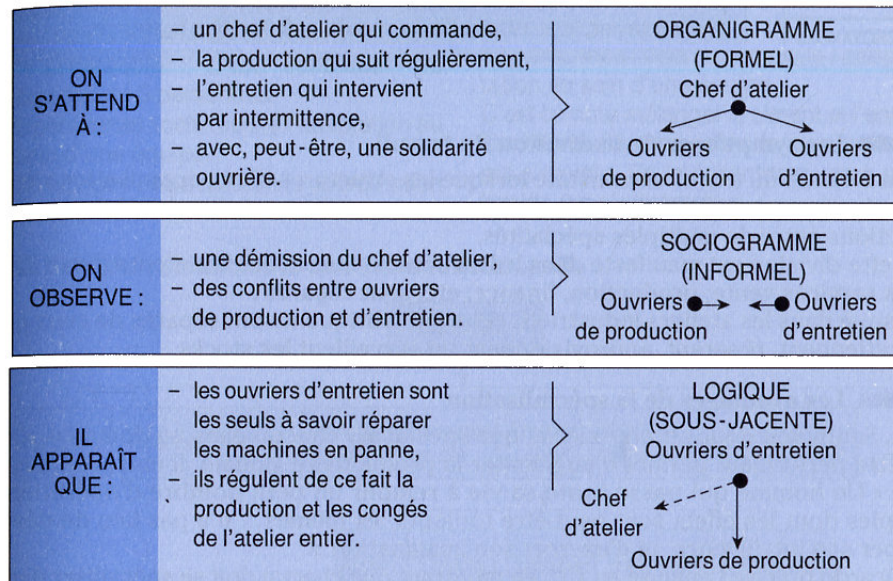 ON
S'ATTEND
À :
– un chef d'atelier qui commande,
– la production qui suit régulièrement,
– l'entretien qui intervient
par intermittence,
– avec, peut-être, une solidarité
ouvrière.
ORGANIGRAMME
(FORMEL)
Chef d'atelier
Ouvriers
de production
Ouvriers
d'entretien
ON
OBSERVE :
– une démission du chef d'atelier,
– des conflits entre ouvriers
de production et d'entretien.
SOCIOGRAMME
(INFORMEL)
Ouvriers
de production
Ouvriers
d'entretien
IL
APPARAÎT
QUE :
– les ouvriers d'entretien sont
les seuls à savoir réparer
les machines en panne,
– ils régulent de ce fait la
production et les congés
de l'atelier entier.
LOGIQUE
(SOUS-JACENTE)
Ouvriers d'entretien
Chef
d'atelier
Ouvriers de production